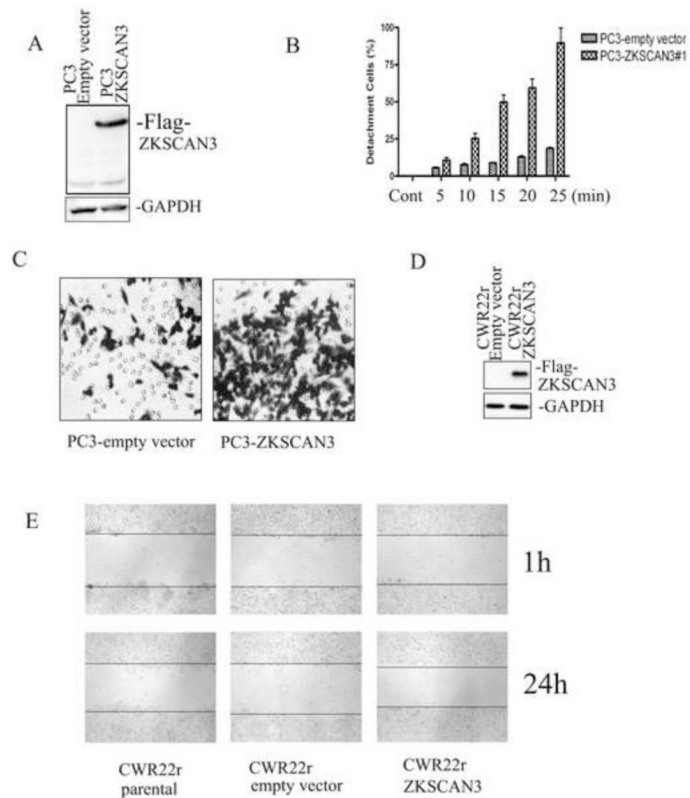 A
PC3
Empty vector
PC3
ZKSCAN3
-Flag-
ZKSCAN3
-GAPDH
B
Detachment Cells (%)
100
75
50
25
0
Cont 5 10 15 20 25 (min)
PC3-empty vector
PC3-ZKSCAN3#1
C
PC3-empty vector
PC3-ZKSCAN3
D
CWR22r
Empty vector
CWR22r
ZKSCAN3
-Flag-
ZKSCAN3
-GAPDH
E
1h
24h
CWR22r
parental
CWR22r
empty vector
CWR22r
ZKSCAN3